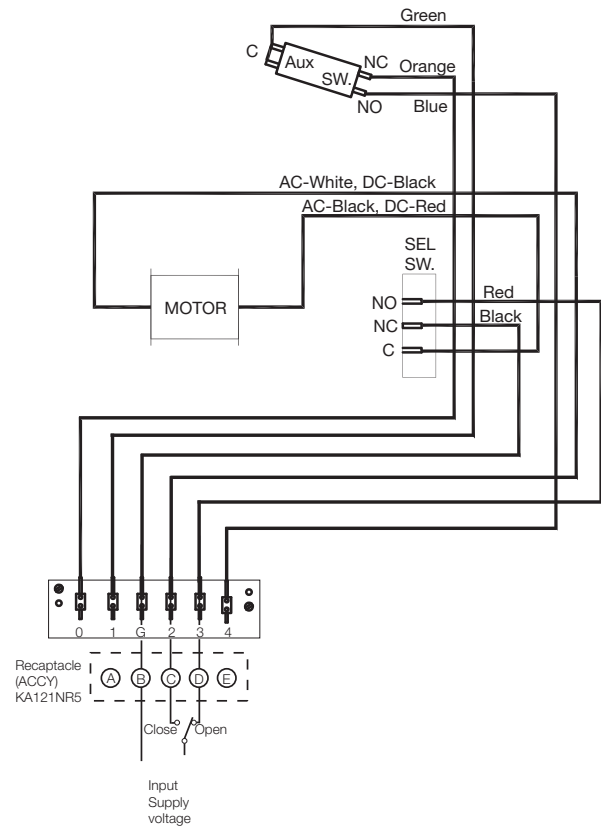 Green
C
Aux
SW.
NC
Orange
NO
Blue
AC-White, DC-Black
AC-Black, DC-Red
SEL
SW.
MOTOR
NO
Red
NC
Black
C
0 1 G 2 3 4
Recaptacle
(ACCY)
KA121NR5
A B C D E
Close Open
Input
Supply
voltage